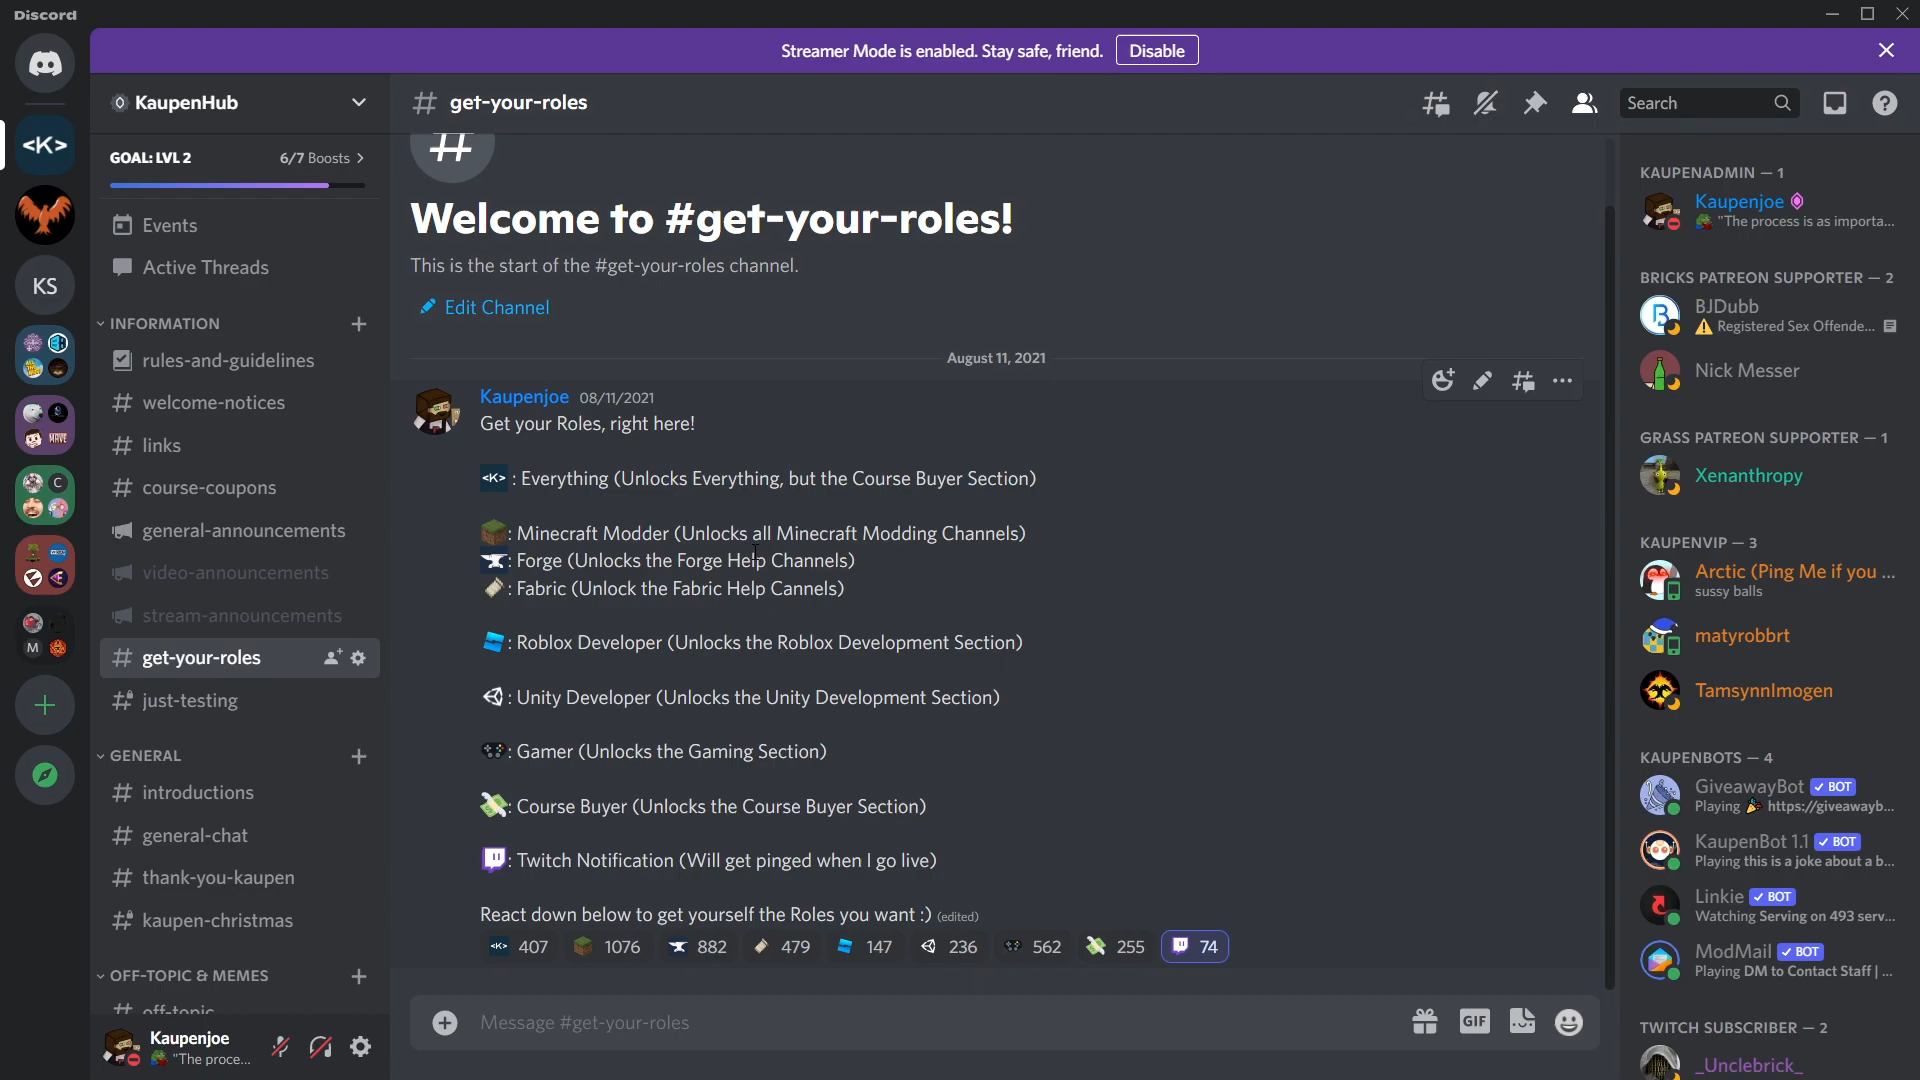 Discord
Streamer Mode is enabled. Stay safe, friend. Disable
KaupenHub
GOAL: LVL 2 6/7 Boosts >
Events
Active Threads
INFORMATION
rules-and-guidelines
welcome-notices
links
course-coupons
general-announcements
video-announcements
stream-announcements
get-your-roles
just-testing
GENERAL
introductions
general-chat
thank-you-kaupen
kaupen-christmas
OFF-TOPIC & MEMES
off-topic
Kaupenjoe
"The proce...
<K>
KS
C
M
get-your-roles
Search
Welcome to #get-your-roles!
This is the start of the #get-your-roles channel.
Edit Channel
August 11, 2021
Kaupenjoe 08/11/2021
Get your Roles, right here!
<K> : Everything (Unlocks Everything, but the Course Buyer Section)
: Minecraft Modder (Unlocks all Minecraft Modding Channels)
: Forge (Unlocks the Forge Help Channels)
: Fabric (Unlock the Fabric Help Cannels)
: Roblox Developer (Unlocks the Roblox Development Section)
: Unity Developer (Unlocks the Unity Development Section)
: Gamer (Unlocks the Gaming Section)
: Course Buyer (Unlocks the Course Buyer Section)
: Twitch Notification (Will get pinged when I go live)
React down below to get yourself the Roles you want :) (edited)
<K> 407 1076 882 479 147 236 562 255 74
Message #get-your-roles
GIF
KAUPENADMIN — 1
Kaupenjoe
"The process is as importa...
BRICKS PATREON SUPPORTER — 2
BJDubb
Registered Sex Offende...
Nick Messer
GRASS PATREON SUPPORTER — 1
Xenanthropy
KAUPENVIP — 3
Arctic (Ping Me if you ...
sussy balls
matyrobbrt
TamsynnImogen
KAUPENBOTS — 4
GiveawayBot ✓ BOT
Playing https://giveawayb...
KaupenBot 1.1 ✓ BOT
Playing this is a joke about a b...
Linkie ✓ BOT
Watching Serving on 493 serv...
ModMail ✓ BOT
Playing DM to Contact Staff | ...
TWITCH SUBSCRIBER — 2
_Unclebrick_